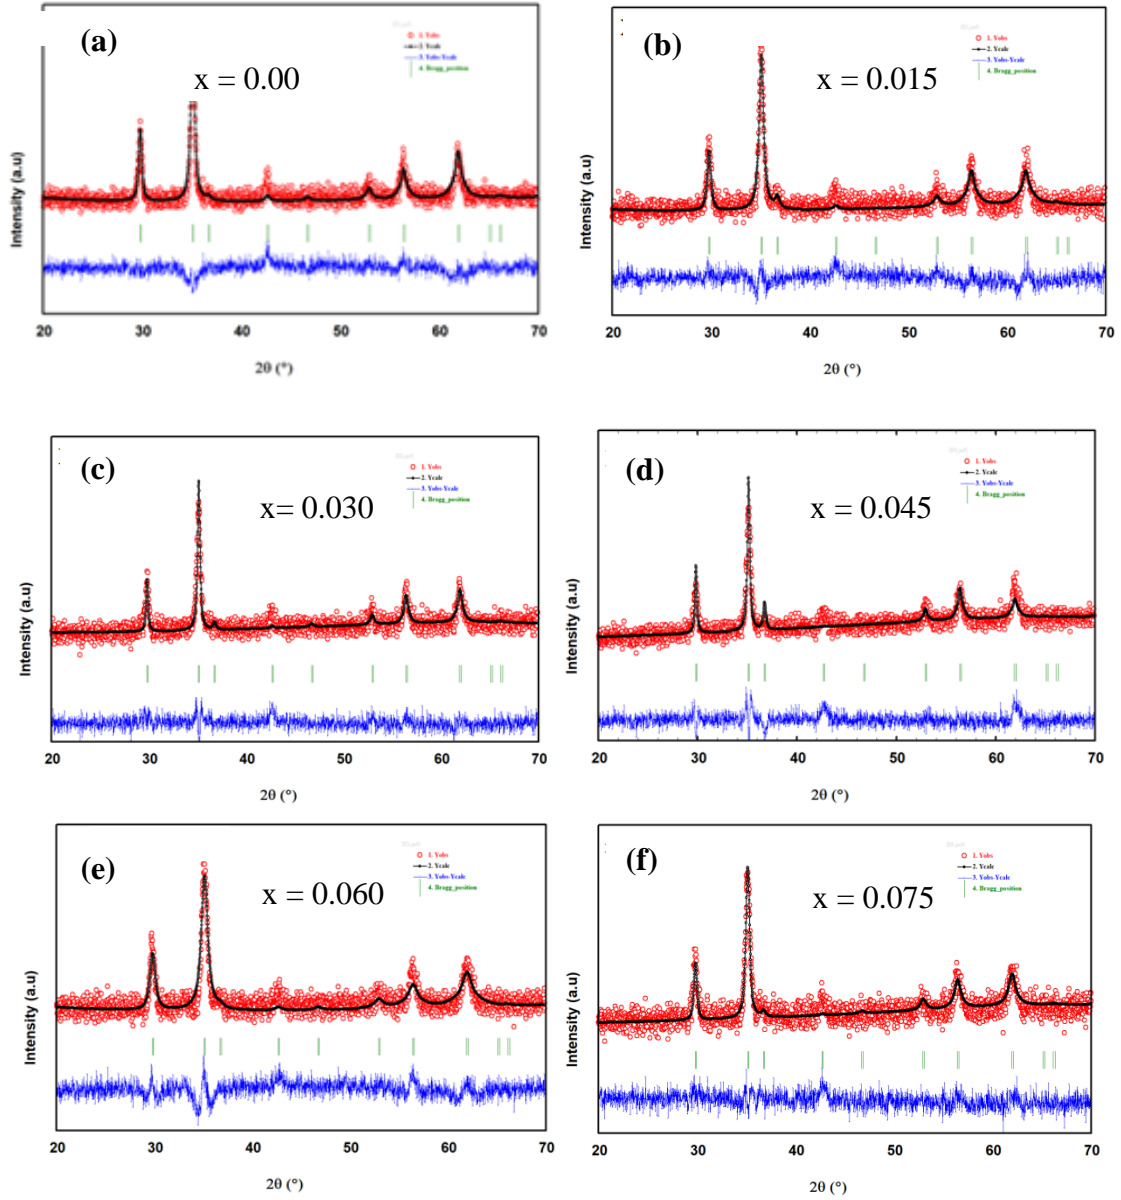 (a)
1. Yobs
2. Ycalc
3. Yobs-Ycalc
4. Bragg_position
x = 0.00
Intensity (a.u)
20 30 40 50 60 70
2θ (°)
(b)
1. Yobs
2. Ycalc
3. Yobs-Ycalc
4. Bragg_position
x = 0.015
Intensity (a.u)
20 30 40 50 60 70
2θ (°)
(c)
1. Yobs
2. Ycalc
3. Yobs-Ycalc
4. Bragg_position
x= 0.030
Intensity (a.u)
20 30 40 50 60 70
2θ (°)
(d)
1. Yobs
2. Ycalc
3. Yobs-Ycalc
4. Bragg_position
x = 0.045
Intensity (a.u)
20 30 40 50 60 70
2θ (°)
(e)
1. Yobs
2. Ycalc
3. Yobs-Ycalc
4. Bragg_position
x = 0.060
Intensity (a.u)
20 30 40 50 60 70
2θ (°)
(f)
1. Yobs
2. Ycalc
3. Yobs-Ycalc
4. Bragg_position
x = 0.075
Intensity (a.u)
20 30 40 50 60 70
2θ (°)